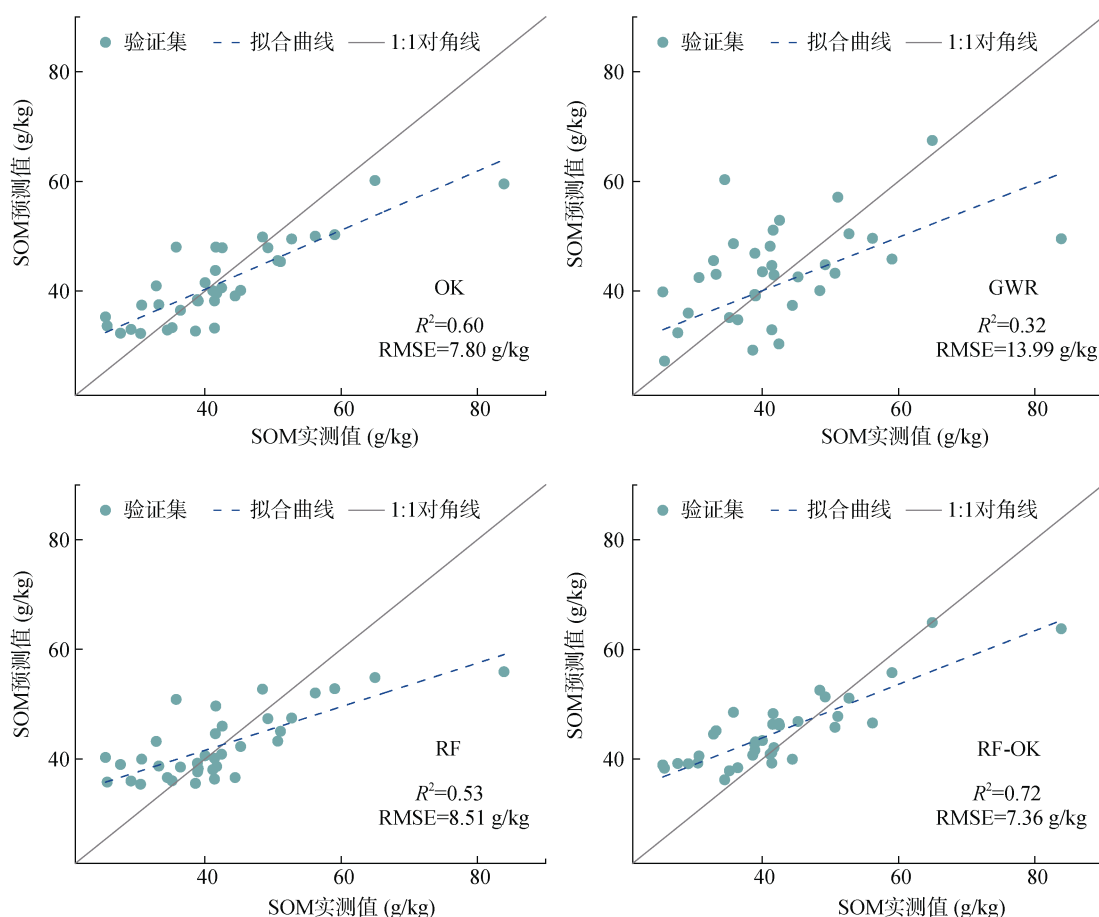 验证集 拟合曲线 1:1对角线
80
60
40
SOM预测值 (g/kg)
OK
R²=0.60
RMSE=7.80 g/kg
40 60 80
SOM实测值 (g/kg)
验证集 拟合曲线 1:1对角线
80
60
40
SOM预测值 (g/kg)
GWR
R²=0.32
RMSE=13.99 g/kg
40 60 80
SOM实测值 (g/kg)
验证集 拟合曲线 1:1对角线
80
60
40
SOM预测值 (g/kg)
RF
R²=0.53
RMSE=8.51 g/kg
40 60 80
SOM实测值 (g/kg)
验证集 拟合曲线 1:1对角线
80
60
40
SOM预测值 (g/kg)
RF-OK
R²=0.72
RMSE=7.36 g/kg
40 60 80
SOM实测值 (g/kg)